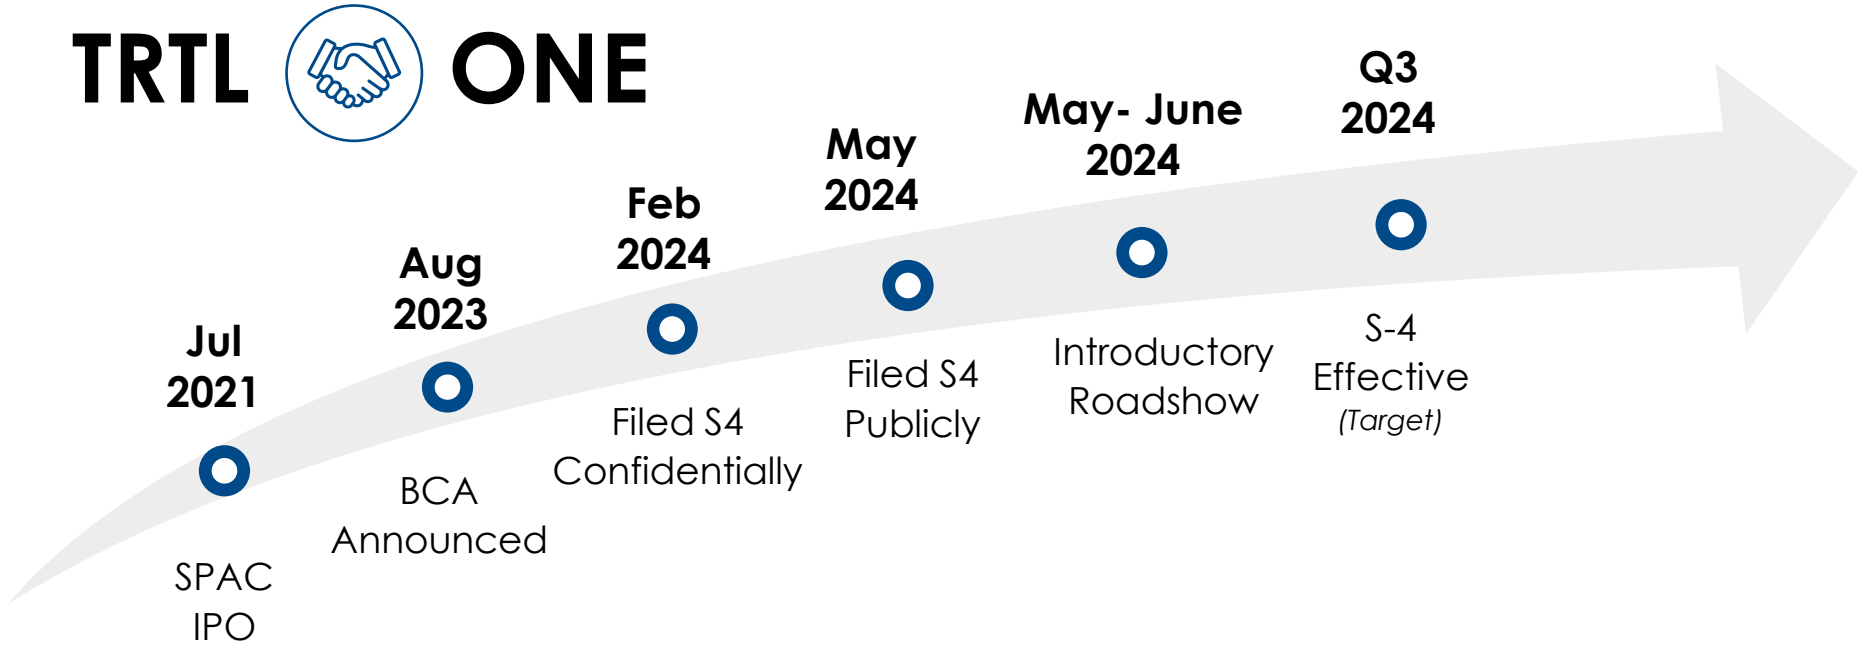 TRTL ONE
Jul
2021
SPAC
IPO
Aug
2023
BCA
Announced
Feb
2024
Filed S4
Confidentially
May
2024
Filed S4
Publicly
May- June
2024
Introductory
Roadshow
Q3
2024
S-4
Effective
(Target)